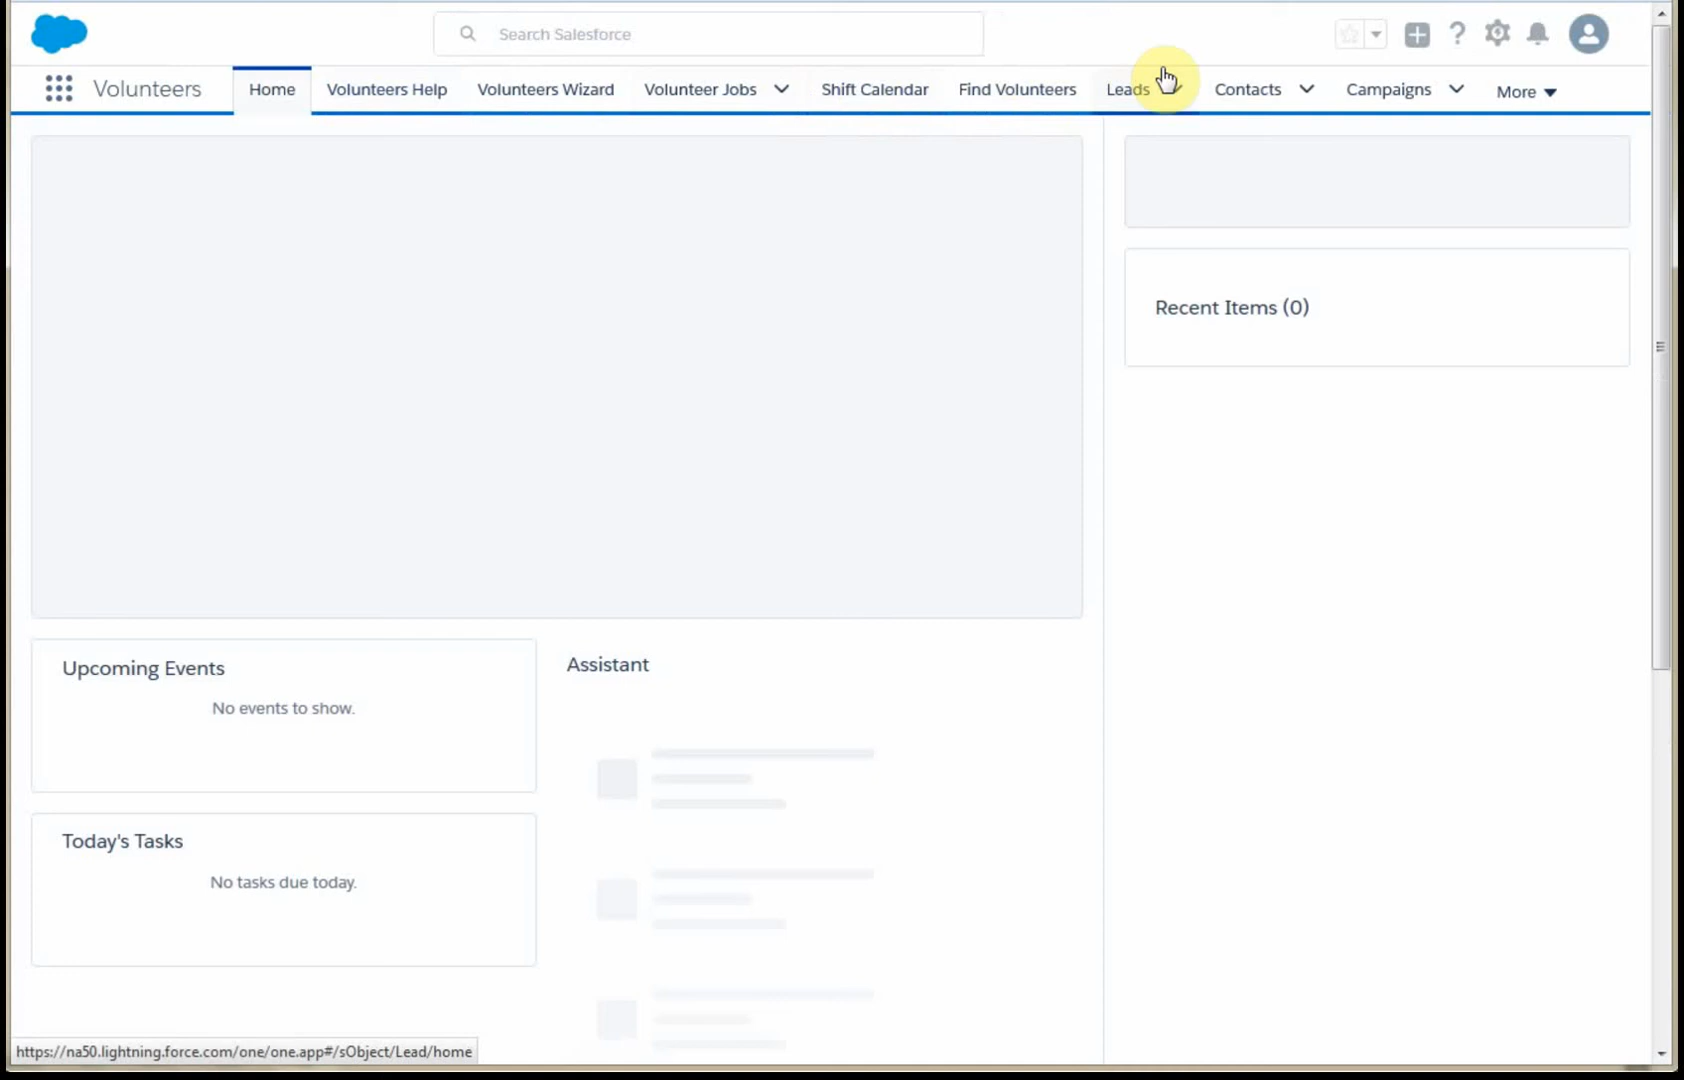 Search Salesforce
Volunteers
Home
Volunteers Help
Volunteers Wizard
Volunteer Jobs
Shift Calendar
Find Volunteers
Leads
Contacts
Campaigns
More
Recent Items (0)
Upcoming Events
No events to show.
Assistant
Today's Tasks
No tasks due today.
https://na50.lightning.force.com/one/one.app#/sObject/Lead/home